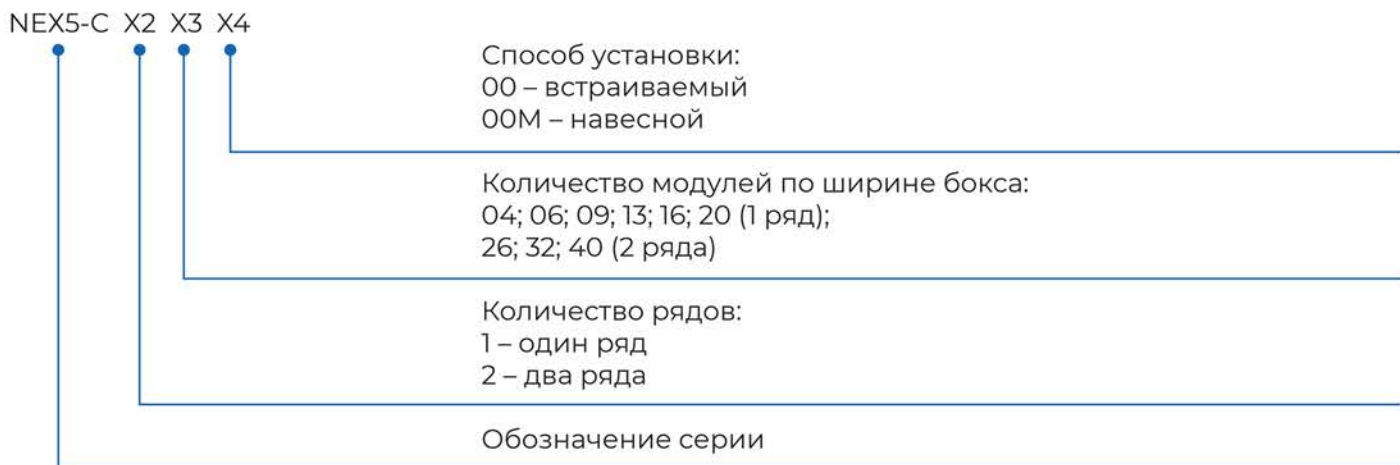 NEX5-C X2 X3 X4
Способ установки:
00 – встраиваемый
00М – навесной
Количество модулей по ширине бокса:
04; 06; 09; 13; 16; 20 (1 ряд);
26; 32; 40 (2 ряда)
Количество рядов:
1 – один ряд
2 – два ряда
Обозначение серии